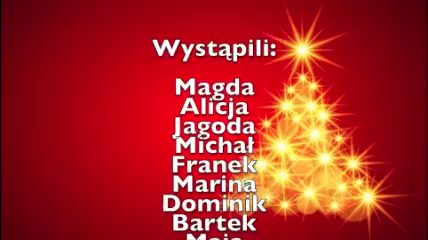 Wystąpili:
Magda
Alicja
Jagoda
Michał
Franek
Marina
Dominik
Bartek